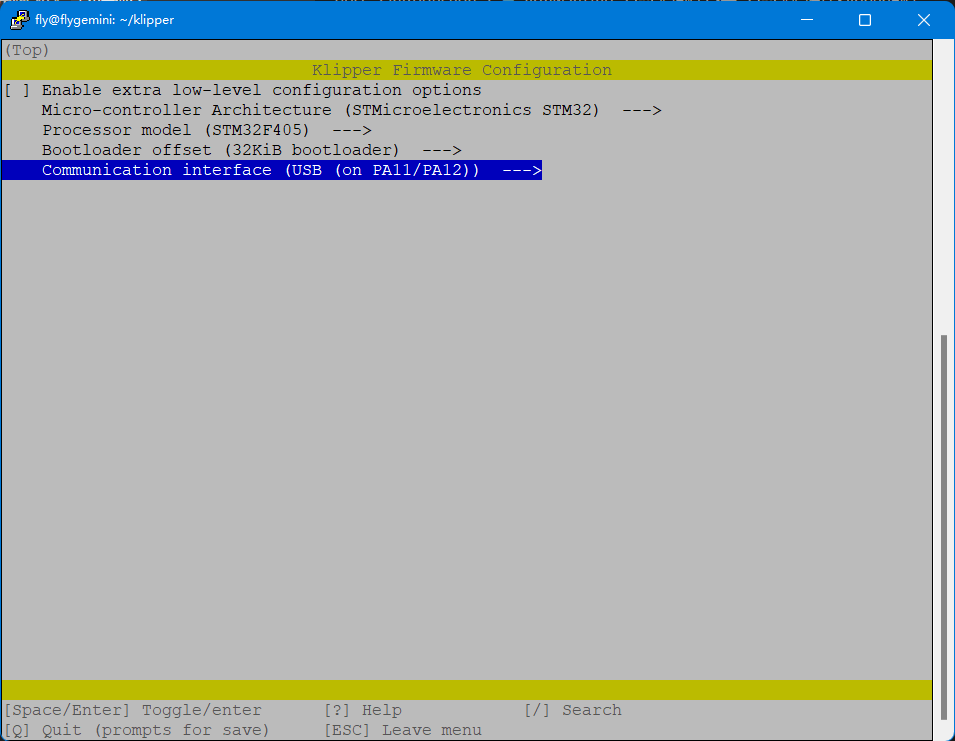 fly@flygemini: ~/klipper
(Top)
Klipper Firmware Configuration
[ ] Enable extra low-level configuration options
Micro-controller Architecture (STMicroelectronics STM32)  --->
Processor model (STM32F405)  --->
Bootloader offset (32KiB bootloader)  --->
Communication interface (USB (on PA11/PA12))  --->
[Space/Enter] Toggle/enter [?] Help [/] Search
[Q] Quit (prompts for save) [ESC] Leave menu